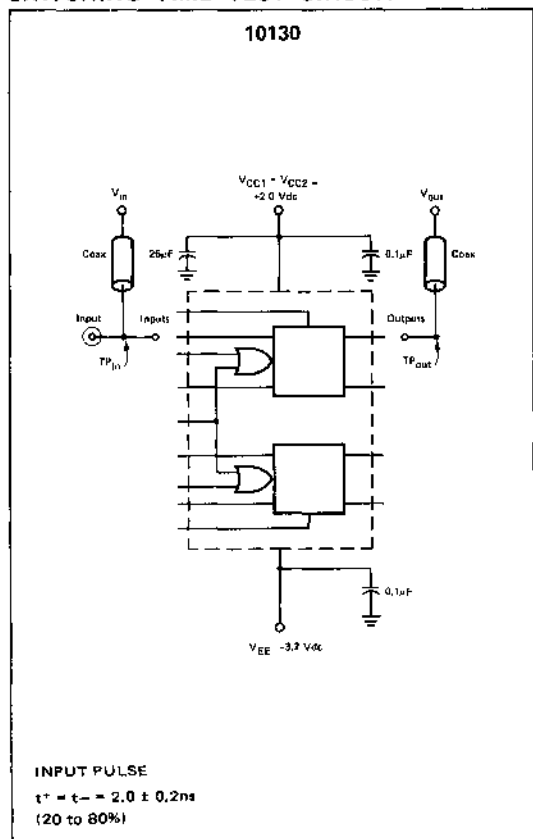 10130
VCC1 = VCC2 =
+2.0 Vdc
Vin
Vout
Coax
25μF
0.1μF
Coax
Input
Inputs
Outputs
TPin
TPout
0.1μF
VEE -3.2 Vdc
INPUT PULSE
t+ = t- = 2.0 ± 0.2ns
(20 to 80%)